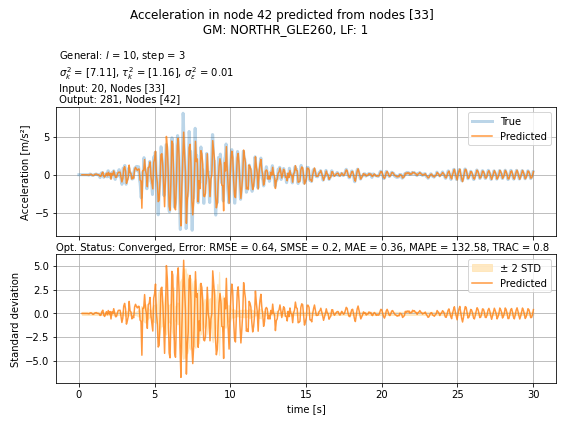 Acceleration in node 42 predicted from nodes [33]
GM: NORTHR_GLE260, LF: 1
General: l = 10, step = 3
σ_k² = [7.11], τ_k² = [1.16], σ_ε² = 0.01
Input: 20, Nodes [33]
Output: 281, Nodes [42]
True
Predicted
Acceleration [m/s²]
5
0
−5
Opt. Status: Converged, Error: RMSE = 0.64, SMSE = 0.2, MAE = 0.36, MAPE = 132.58, TRAC = 0.8
± 2 STD
Predicted
Standard deviation
5.0
2.5
0.0
−2.5
−5.0
0 5 10 15 20 25 30
time [s]